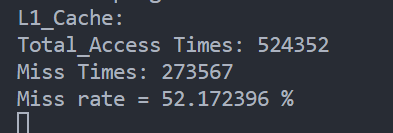 L1_Cache:
Total_Access Times: 524352
Miss Times: 273567
Miss rate = 52.172396 %